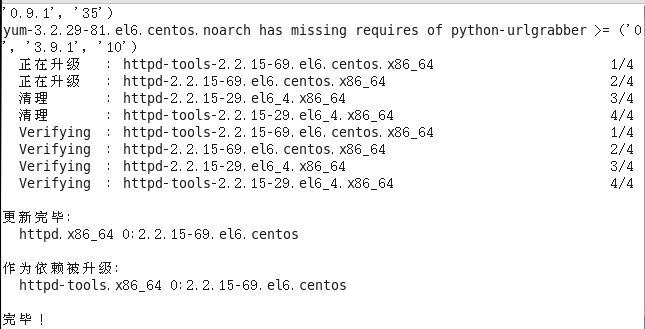 '0.9.1', '35')
yum-3.2.29-81.el6.centos.noarch has missing requires of python-urlgrabber >= ('0
', '3.9.1', '10')
正在升级   : httpd-tools-2.2.15-69.el6.centos.x86_64 1/4
正在升级   : httpd-2.2.15-69.el6.centos.x86_64 2/4
清理       : httpd-2.2.15-29.el6_4.x86_64 3/4
清理       : httpd-tools-2.2.15-29.el6_4.x86_64 4/4
Verifying  : httpd-tools-2.2.15-69.el6.centos.x86_64 1/4
Verifying  : httpd-2.2.15-69.el6.centos.x86_64 2/4
Verifying  : httpd-2.2.15-29.el6_4.x86_64 3/4
Verifying  : httpd-tools-2.2.15-29.el6_4.x86_64 4/4
更新完毕:
httpd.x86_64 0:2.2.15-69.el6.centos
作为依赖被升级:
httpd-tools.x86_64 0:2.2.15-69.el6.centos
完毕！